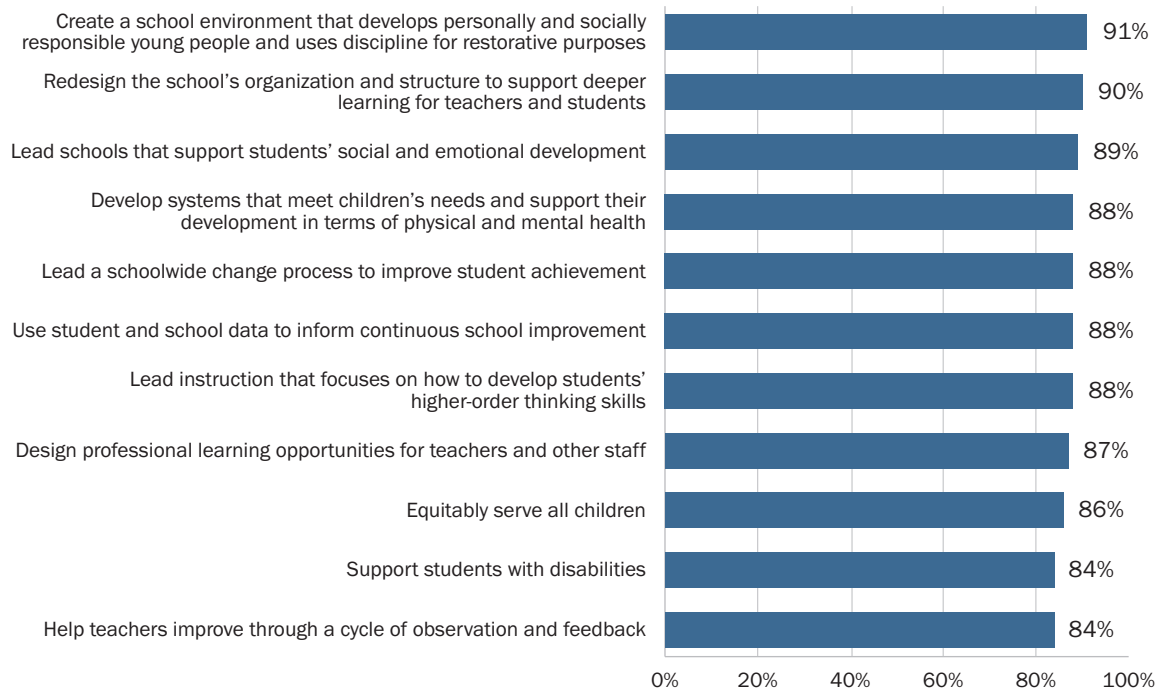 Create a school environment that develops personally and socially
responsible young people and uses discipline for restorative purposes
91%
Redesign the school’s organization and structure to support deeper
learning for teachers and students
90%
Lead schools that support students’ social and emotional development
89%
Develop systems that meet children’s needs and support their
development in terms of physical and mental health
88%
Lead a schoolwide change process to improve student achievement
88%
Use student and school data to inform continuous school improvement
88%
Lead instruction that focuses on how to develop students’
higher-order thinking skills
88%
Design professional learning opportunities for teachers and other staff
87%
Equitably serve all children
86%
Support students with disabilities
84%
Help teachers improve through a cycle of observation and feedback
84%
0% 20% 40% 60% 80% 100%